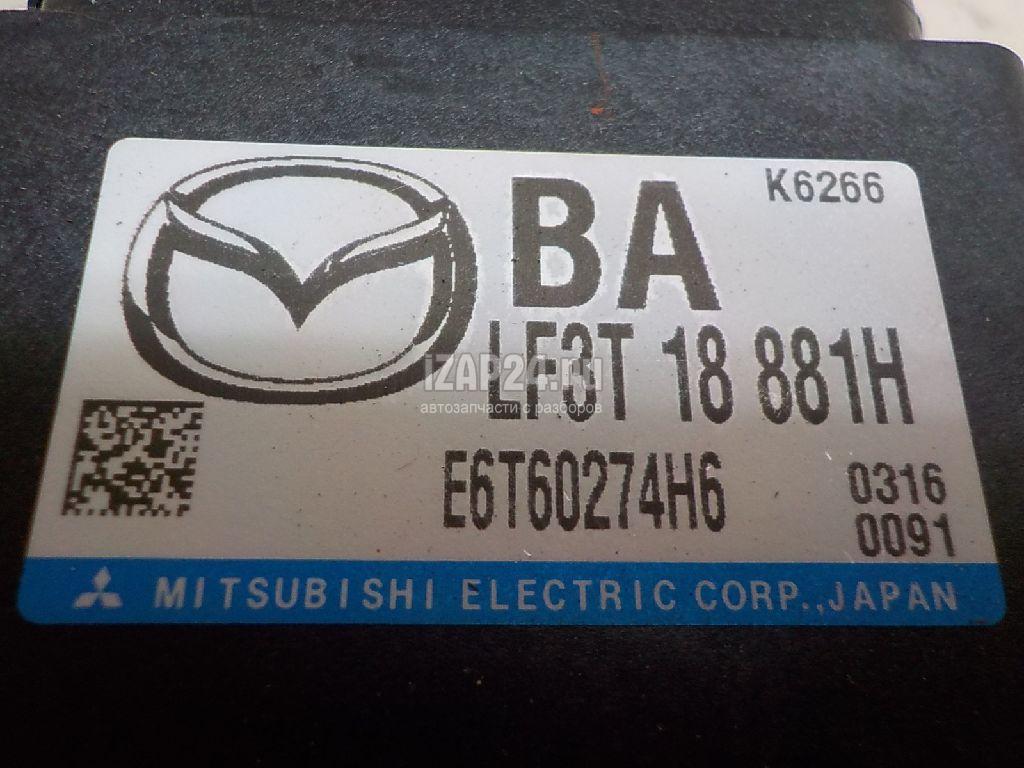 BA
K6266
LF3T 18 881H
iZAP24.ru
автозапчасти с разборов
E6T60274H6
0316
0091
MITSUBISHI ELECTRIC CORP.,JAPAN